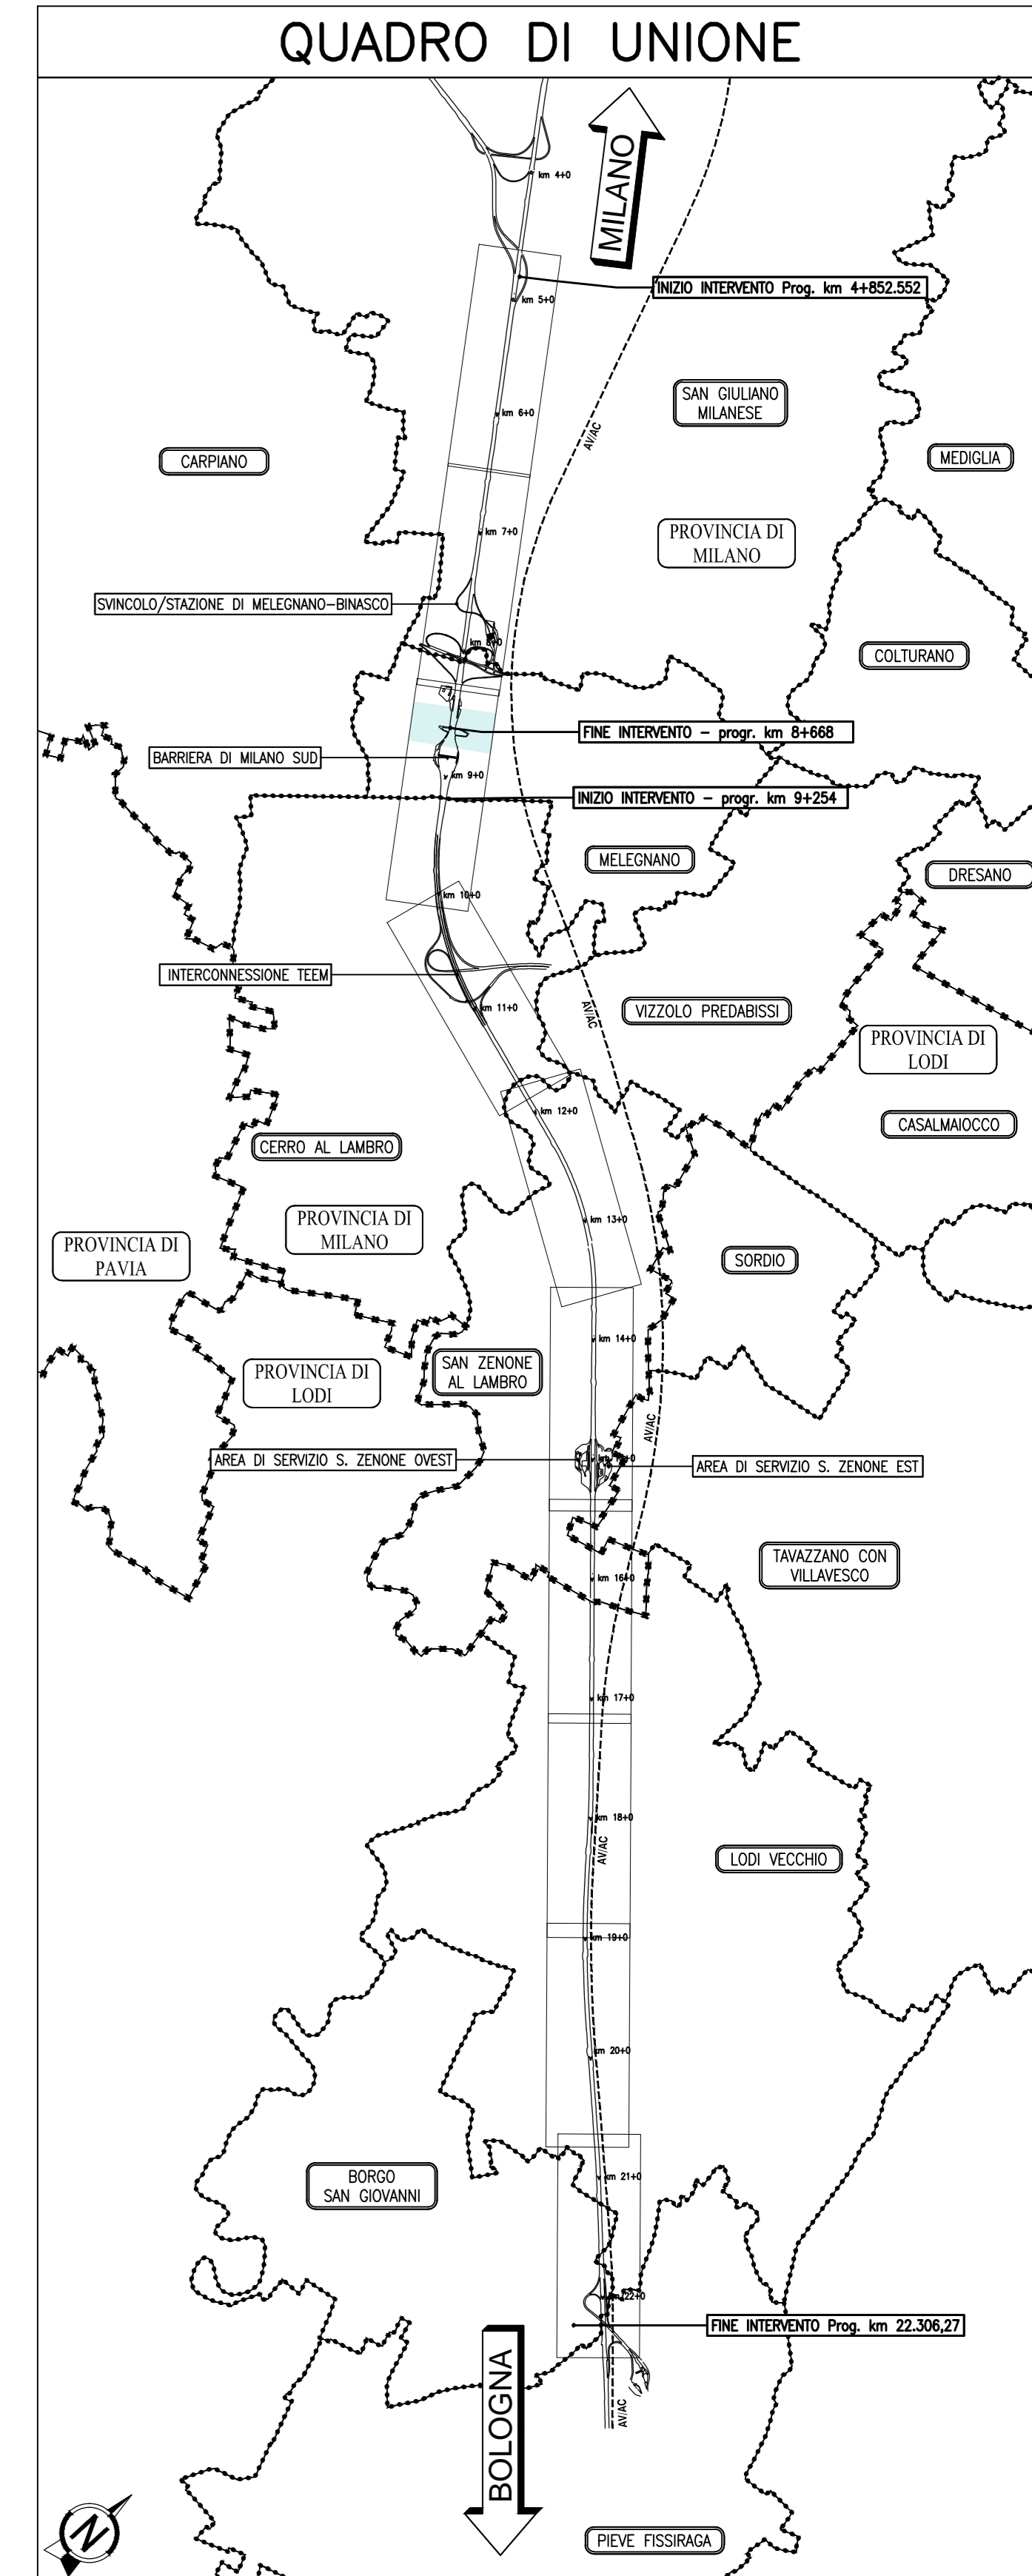 QUADRO DI UNIONE
MILANO
km 4+0
INIZIO INTERVENTO Prog. km 4+852.552
km 5+0
SAN GIULIANO
MILANESE
km 6+0
AV/AC
CARPIANO
MEDIGLIA
PROVINCIA DI
MILANO
km 7+0
SVINCOLO/STAZIONE DI MELEGNANO-BINASCO
km 8+0
COLTURANO
FINE INTERVENTO - progr. km 8+668
BARRIERA DI MILANO SUD
km 9+0
INIZIO INTERVENTO - progr. km 9+254
MELEGNANO
DRESANO
km 10+0
INTERCONNESSIONE TEEM
km 11+0
AV/AC
VIZZOLO PREDABISSI
PROVINCIA DI
LODI
km 12+0
CASALMAIOCCO
CERRO AL LAMBRO
PROVINCIA DI
MILANO
km 13+0
PROVINCIA DI
PAVIA
SORDIO
km 14+0
SAN ZENONE
AL LAMBRO
PROVINCIA DI
LODI
AV/AC
AREA DI SERVIZIO S. ZENONE OVEST
AREA DI SERVIZIO S. ZENONE EST
TAVAZZANO CON
VILLAVESCO
km 16+0
km 17+0
km 18+0
AV/AC
LODI VECCHIO
km 19+0
km 20+0
km 21+0
BORGO
SAN GIOVANNI
km 22+0
FINE INTERVENTO Prog. km 22.306,27
BOLOGNA
AV/AC
N
PIEVE FISSIRAGA